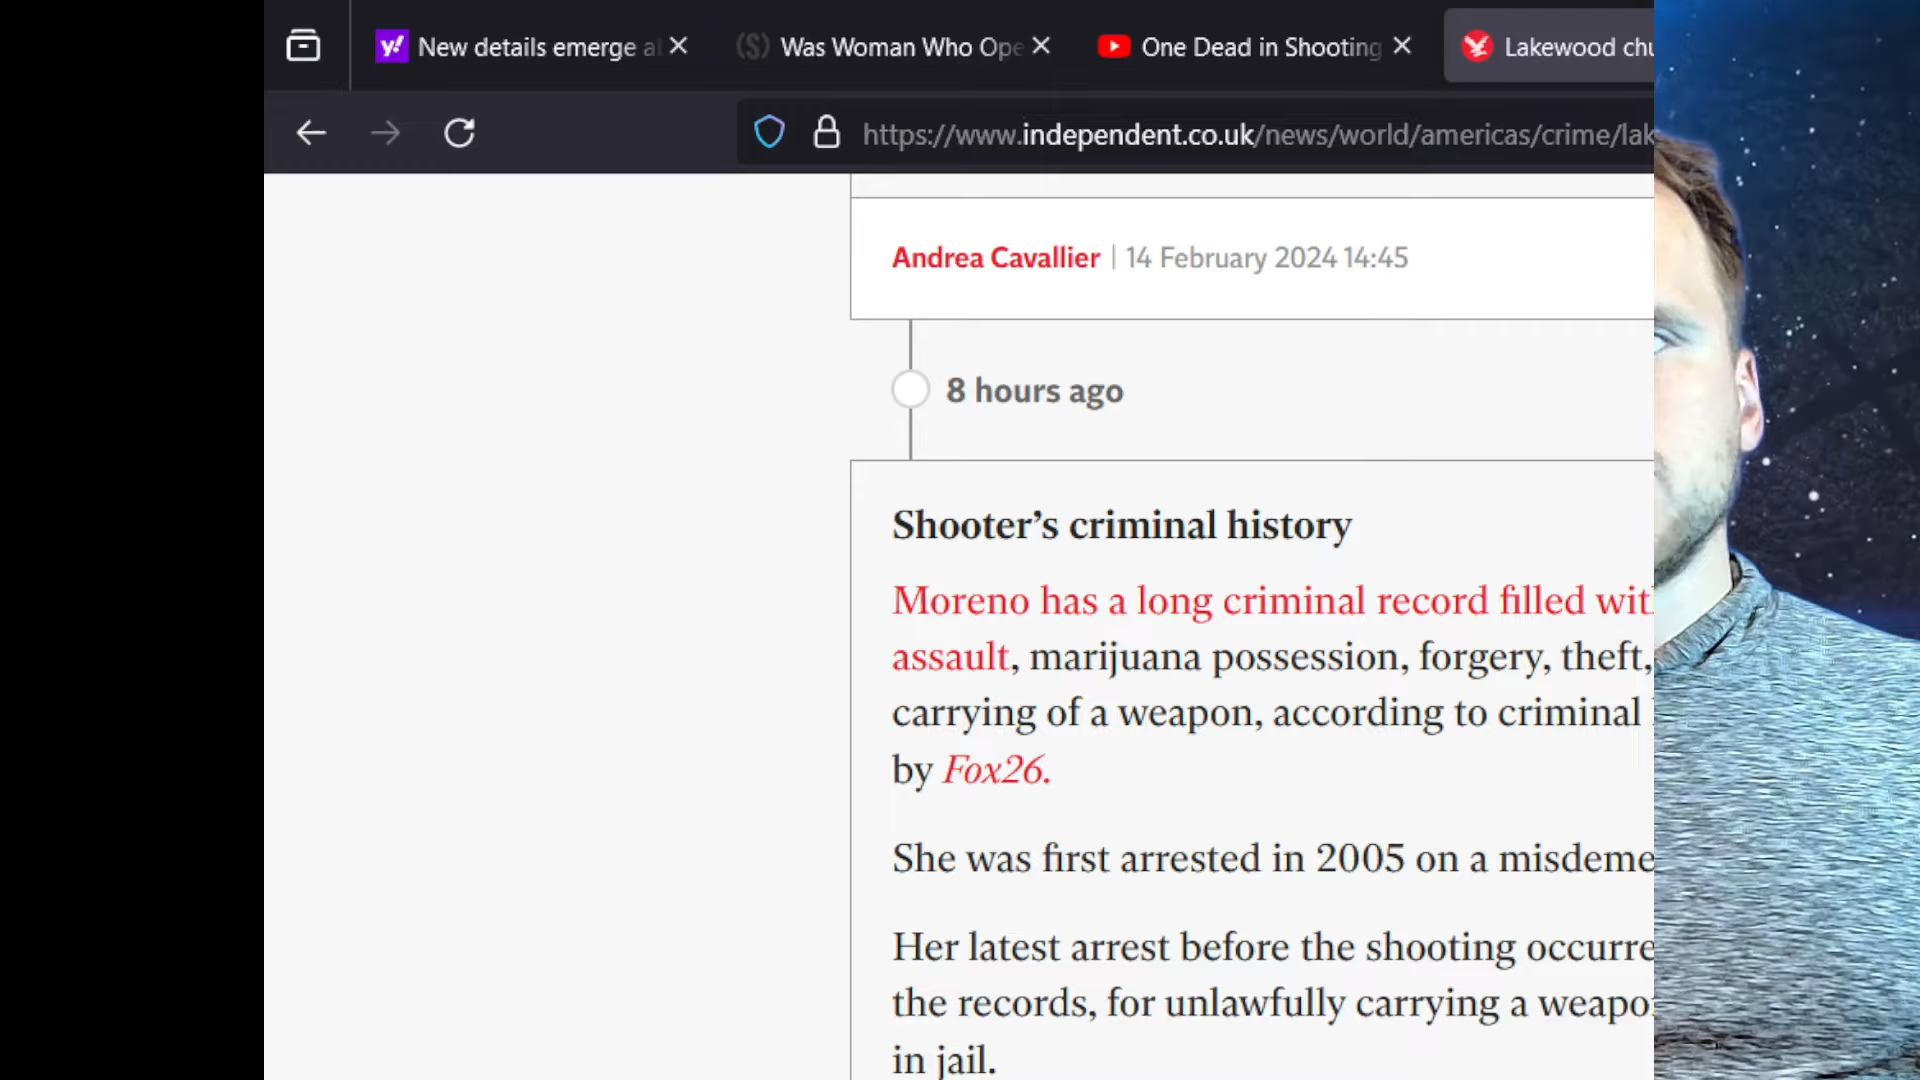 New details emerge a
Was Woman Who Ope
One Dead in Shooting
Lakewood chu
https://www.independent.co.uk/news/world/americas/crime/lak
Andrea Cavallier | 14 February 2024 14:45
8 hours ago
Shooter’s criminal history
Moreno has a long criminal record filled wit
assault, marijuana possession, forgery, theft,
carrying of a weapon, according to criminal
by Fox26.
She was first arrested in 2005 on a misdeme
Her latest arrest before the shooting occurre
the records, for unlawfully carrying a weapo
in jail.